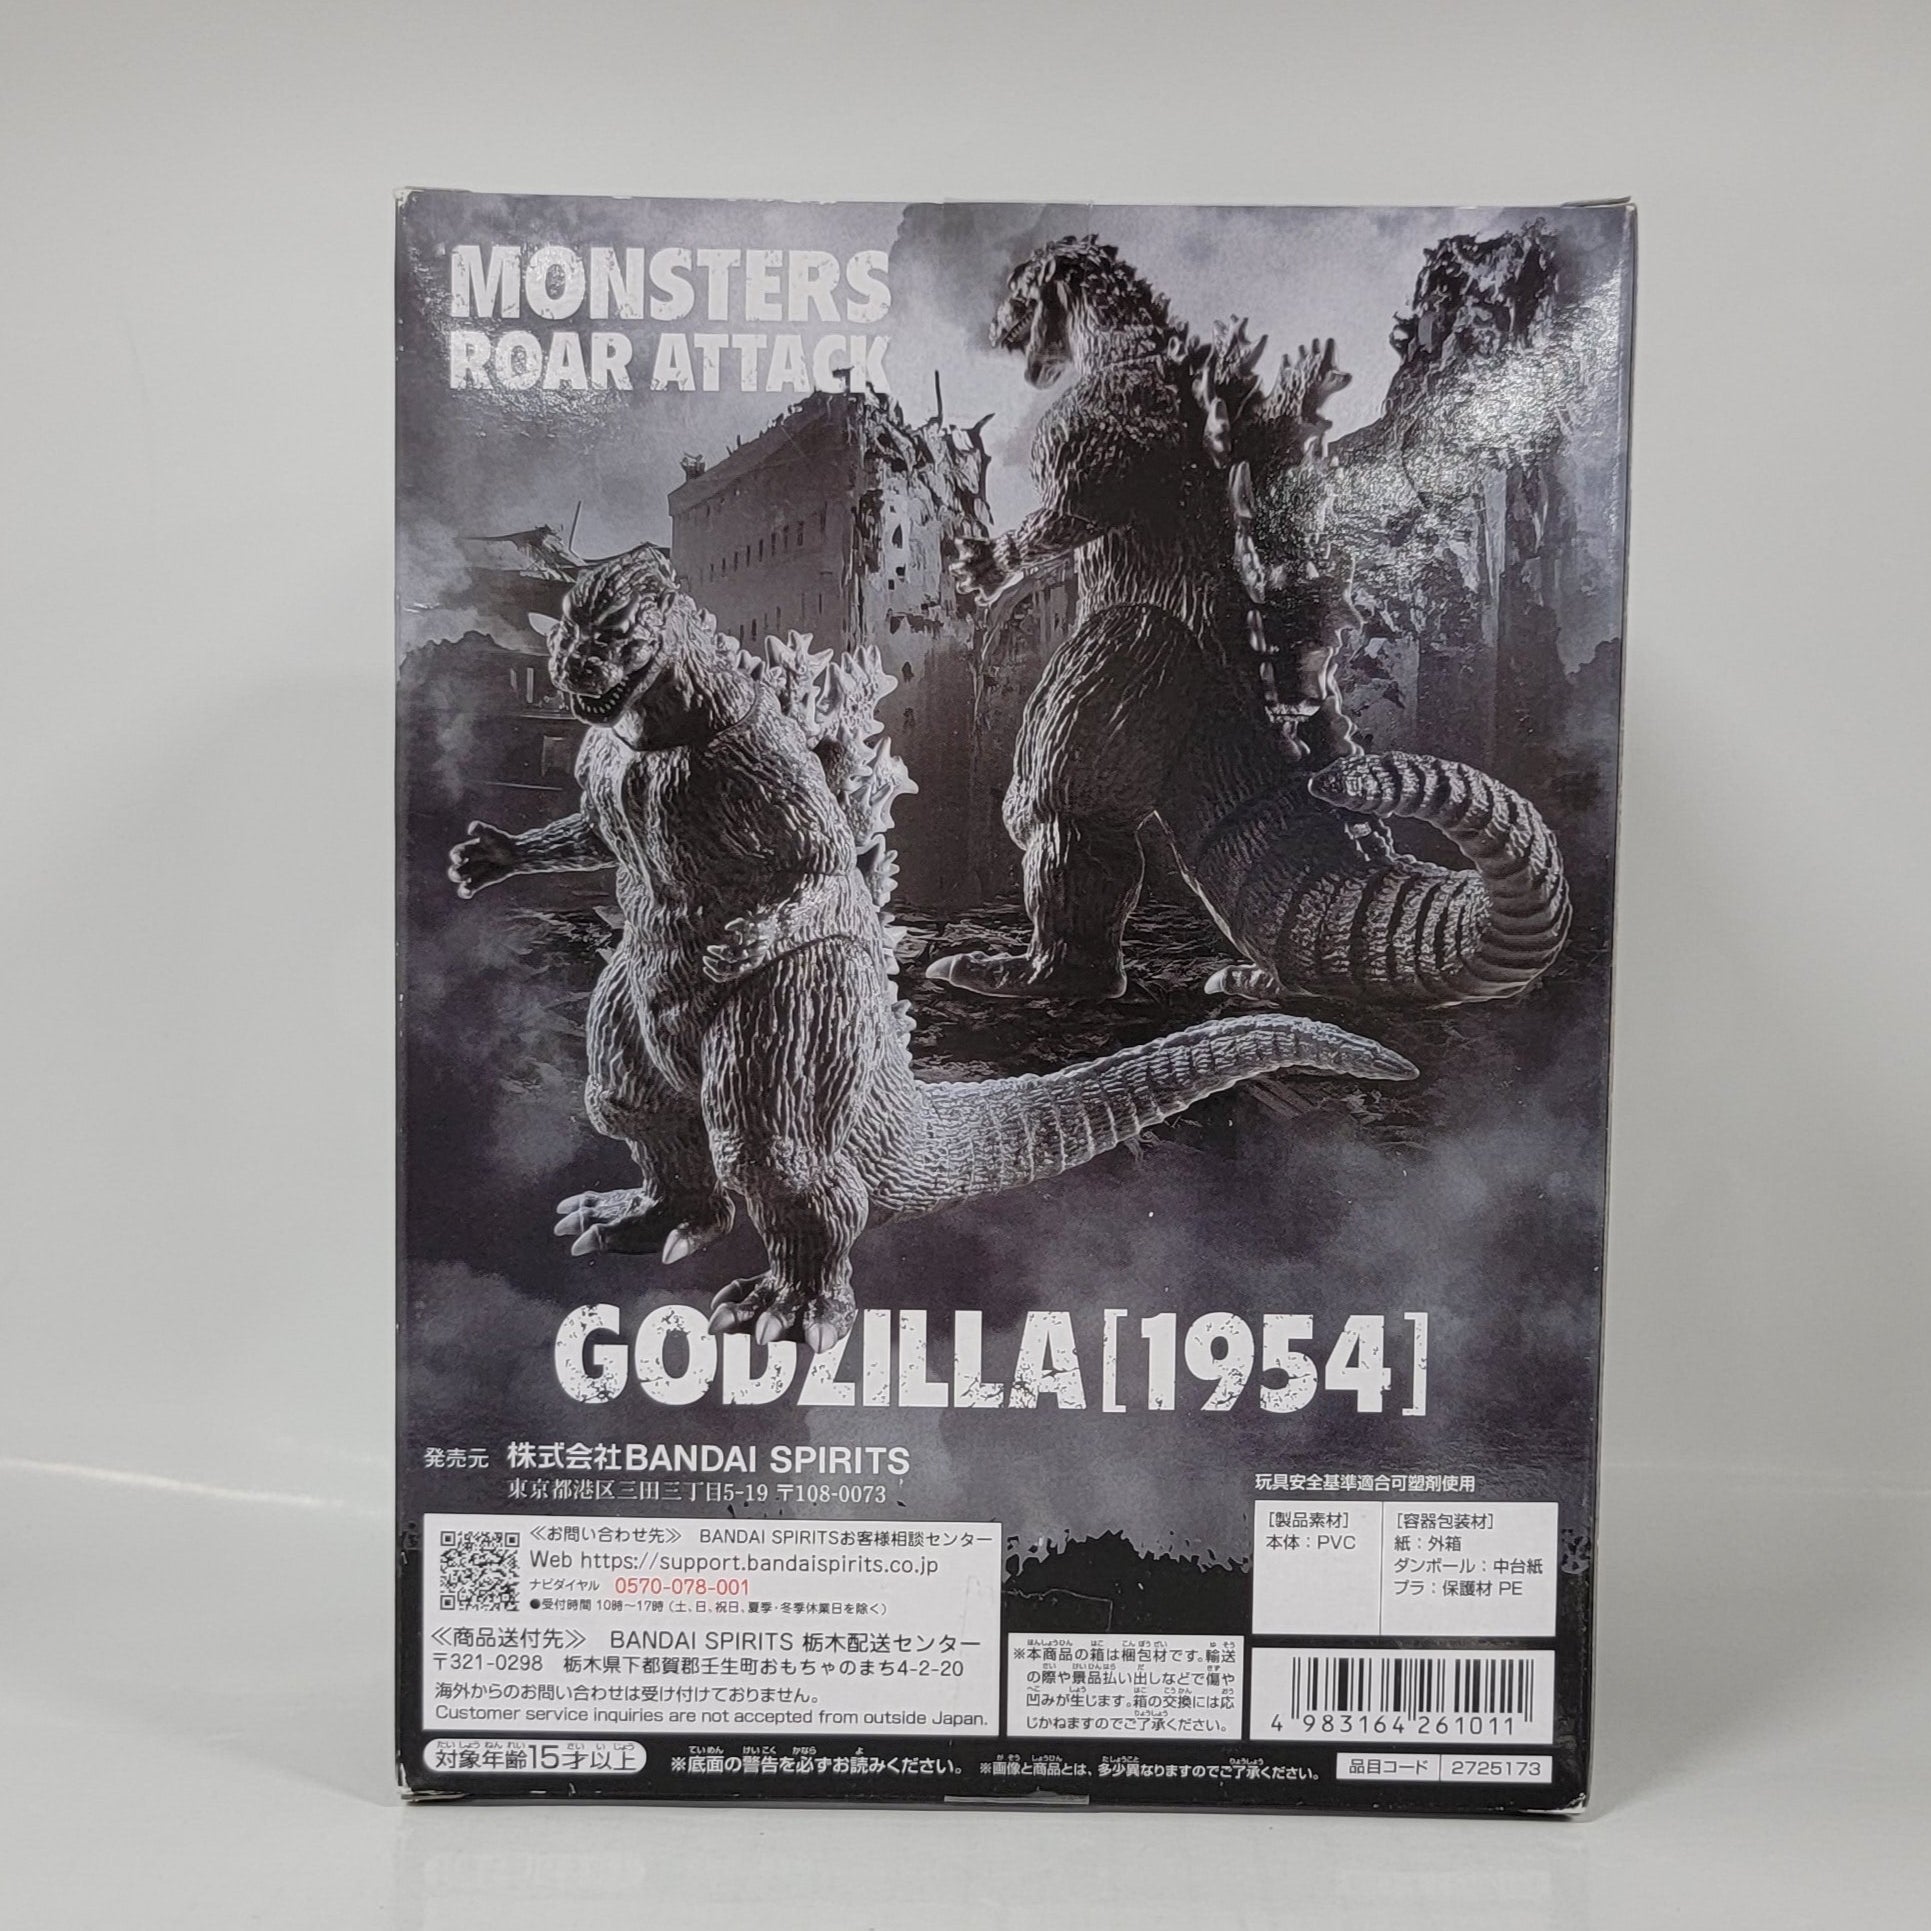 MONSTERS
ROAR ATTACK
GODZILLA[1954]
発売元 株式会社BANDAI SPIRITS
東京都港区三田三丁目5-19 〒108-0073
≪お問い合わせ先≫ BANDAI SPIRITSお客様相談センター
Web https://support.bandaispirits.co.jp
ナビダイヤル 0570-078-001
●受付時間 10時～17時（土、日、祝日、夏季・冬季休業日を除く）
≪商品送付先≫ BANDAI SPIRITS 栃木配送センター
〒321-0298 栃木県下都賀郡壬生町おもちゃのまち4-2-20
海外からのお問い合わせは受け付けておりません。
Customer service inquiries are not accepted from outside Japan.
玩具安全基準適合可塑剤使用
[製品素材]
本体：PVC
[容器包装材]
紙：外箱
ダンボール：中台紙
プラ：保護材 PE
※本商品の箱は梱包材です。輸送
の際や景品払い出しなどで傷や
凹みが生じます。箱の交換には応
じかねますのでご了承ください。
4 983164 261011
対象年齢15才以上
※底面の警告を必ずお読みください。
※画像と商品とは、多少異なりますのでご了承ください。
品目コード 2725173